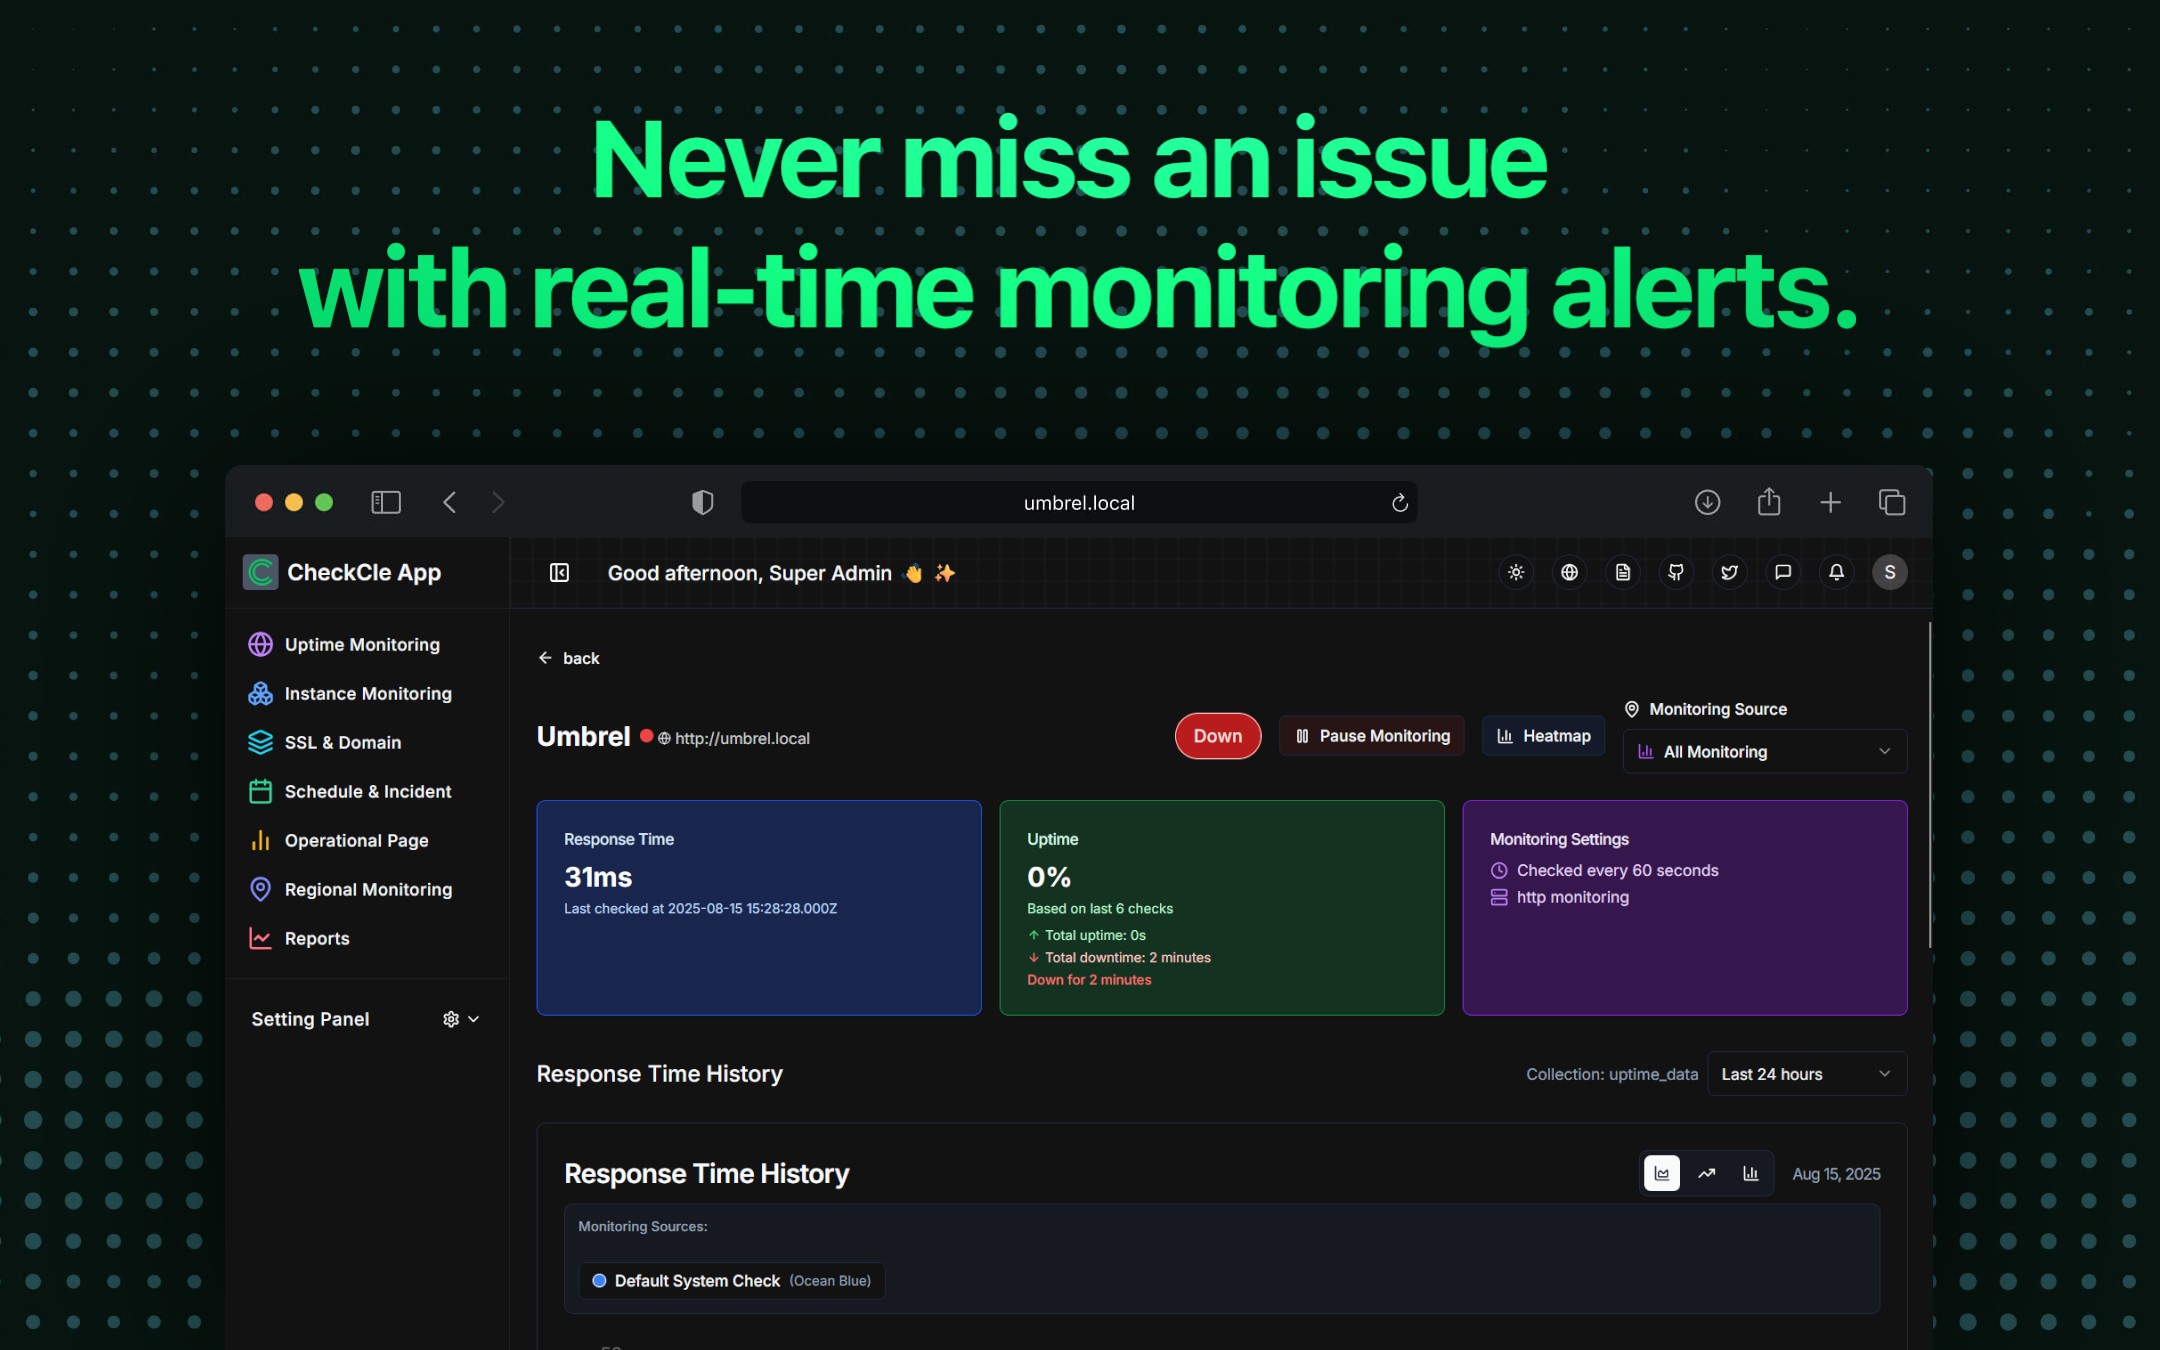 Never miss an issue
with real-time monitoring alerts.
umbrel.local
CheckCle App
Good afternoon, Super Admin 👋 ✨
S
Uptime Monitoring
Instance Monitoring
SSL & Domain
Schedule & Incident
Operational Page
Regional Monitoring
Reports
Setting Panel
back
Umbrel
http://umbrel.local
Down
Pause Monitoring
Heatmap
Monitoring Source
All Monitoring
Response Time
31ms
Last checked at 2025-08-15 15:28:28.000Z
Uptime
0%
Based on last 6 checks
Total uptime: 0s
Total downtime: 2 minutes
Down for 2 minutes
Monitoring Settings
Checked every 60 seconds
http monitoring
Response Time History
Collection: uptime_data
Last 24 hours
Response Time History
Aug 15, 2025
Monitoring Sources:
Default System Check (Ocean Blue)